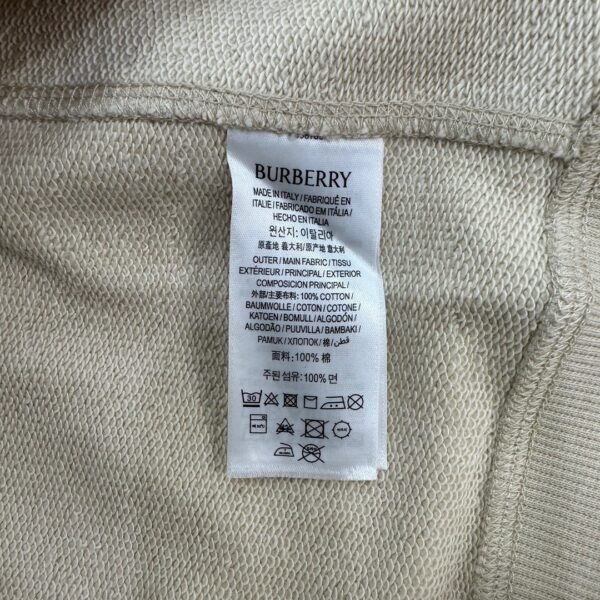 BURBERRY
MADE IN ITALY / FABRIQUÉ EN
ITALIE / FABRICADO EM ITÁLIA /
HECHO EN ITALIA
원산지: 이탈리아
原產地 義大利/原产地 意大利
OUTER / MAIN FABRIC / TISSU
EXTÉRIEUR / PRINCIPAL / EXTERIOR
COMPOSICION PRINCIPAL /
外部/主要布料: 100% COTTON /
BAUMWOLLE / COTON / COTONE /
KATOEN / BOMULL / ALGODÓN /
ALGODÃO / PUUVILLA / BAMBAKI /
PAMUK / ХЛОПОК / 棉 / قطن
面料:100% 棉
주된 섬유:100% 면
30